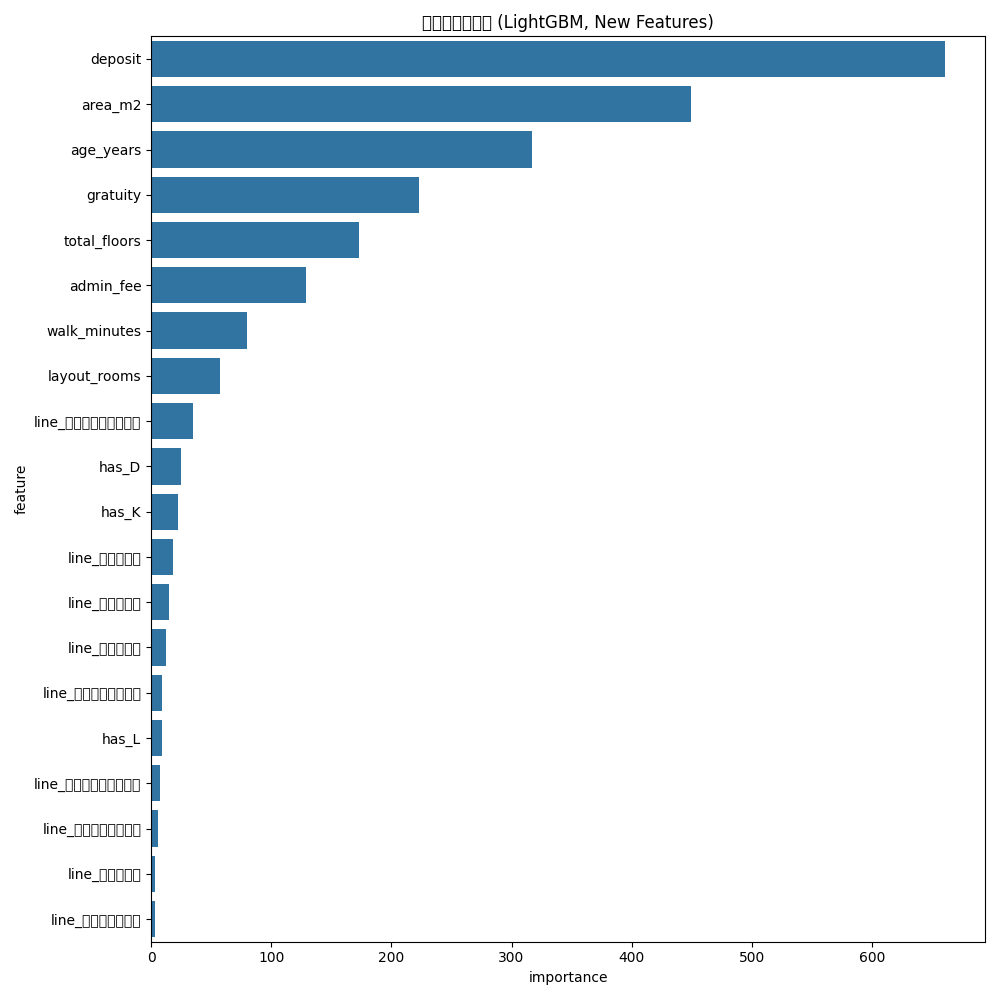 (LightGBM, New Features)
deposit
area_m2
age_years
gratuity
total_floors
admin_fee
walk_minutes
layout_rooms
line_
has_D
has_K
line_
line_
line_
line_
has_L
line_
line_
line_
line_
feature
0 100 200 300 400 500 600
importance